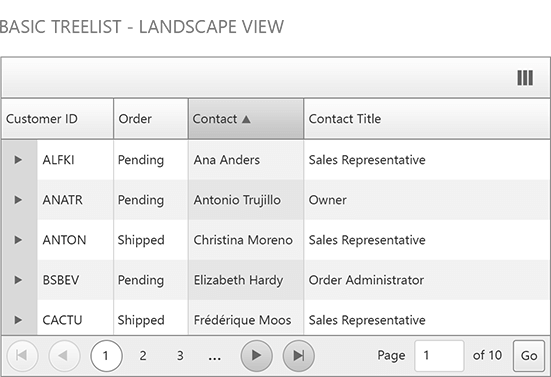 BASIC TREELIST - LANDSCAPE VIEW
Customer ID Order Contact Contact Title
ALFKI Pending Ana Anders Sales Representative
ANATR Pending Antonio Trujillo Owner
ANTON Shipped Christina Moreno Sales Representative
BSBEV Pending Elizabeth Hardy Order Administrator
CACTU Shipped Frédérique Moos Sales Representative
1 2 3 ... Page 1 of 10 Go